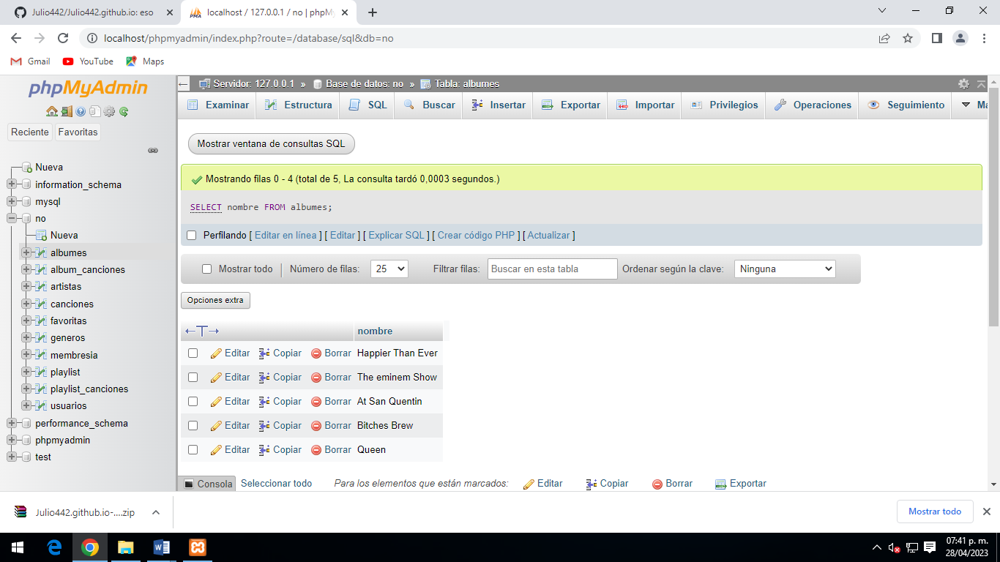 Julio442/Julio442.github.io: eso
localhost / 127.0.0.1 / no | phpMy
localhost/phpmyadmin/index.php?route=/database/sql&db=no
Gmail YouTube Maps
phpMyAdmin
Reciente Favoritas
Nueva
information_schema
mysql
no
Nueva
albumes
album_canciones
artistas
canciones
favoritas
generos
membresia
playlist
playlist_canciones
usuarios
performance_schema
phpmyadmin
test
Servidor: 127.0.0.1 » Base de datos: no » Tabla: albumes
Examinar Estructura SQL Buscar Insertar Exportar Importar Privilegios Operaciones Seguimiento Má
Mostrar ventana de consultas SQL
Mostrando filas 0 - 4 (total de 5, La consulta tardó 0,0003 segundos.)
SELECT nombre FROM albumes;
Perfilando [ Editar en línea ] [ Editar ] [ Explicar SQL ] [ Crear código PHP ] [ Actualizar ]
Mostrar todo | Número de filas: 25 Filtrar filas: Buscar en esta tabla Ordenar según la clave: Ninguna
Opciones extra
←T→ nombre
Editar Copiar Borrar Happier Than Ever
Editar Copiar Borrar The eminem Show
Editar Copiar Borrar At San Quentin
Editar Copiar Borrar Bitches Brew
Editar Copiar Borrar Queen
Consola Seleccionar todo Para los elementos que están marcados: Editar Copiar Borrar Exportar
Julio442.github.io-....zip Mostrar todo
07:41 p. m.
28/04/2023